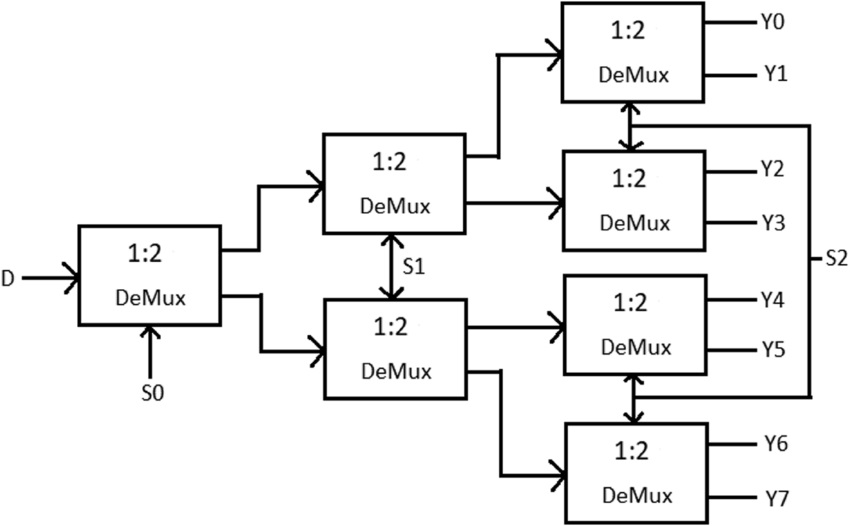 1:2
DeMux
Y0
Y1
1:2
DeMux
1:2
DeMux
Y2
Y3
1:2
DeMux
D
S0
S1
S2
1:2
DeMux
1:2
DeMux
Y4
Y5
1:2
DeMux
Y6
Y7